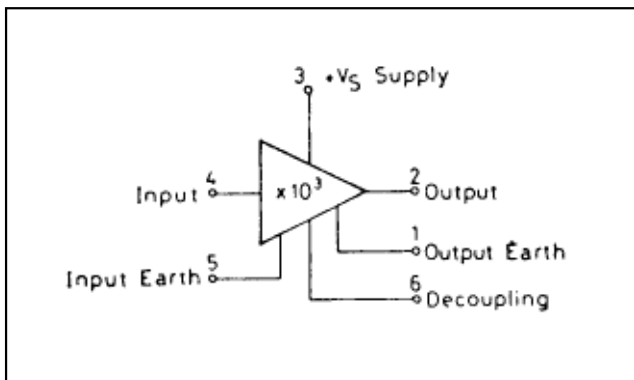 3 +VS Supply
4
Input
x 10³
2
Output
1
Output Earth
5
Input Earth
6
Decoupling